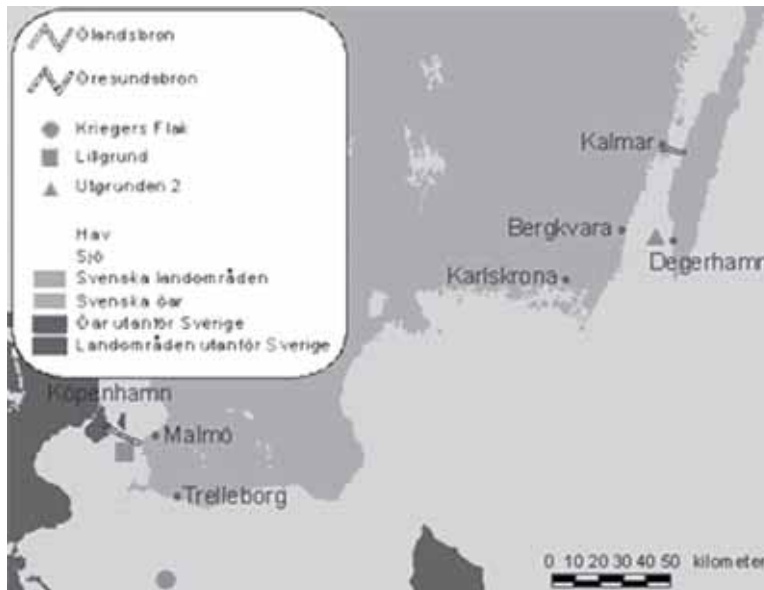 Ölandsbron
Öresundsbron
Kriegers Flak
Lillgrund
Utgrunden 2
Hav
Sjö
Svenska landområden
Svenska öar
Öar utanför Sverige
Landområden utanför Sverige
Kalmar
Bergkvara
Degerhamn
Karlskrona
Köpenhamn
Malmö
Trelleborg
0 10 20 30 40 50 kilometer